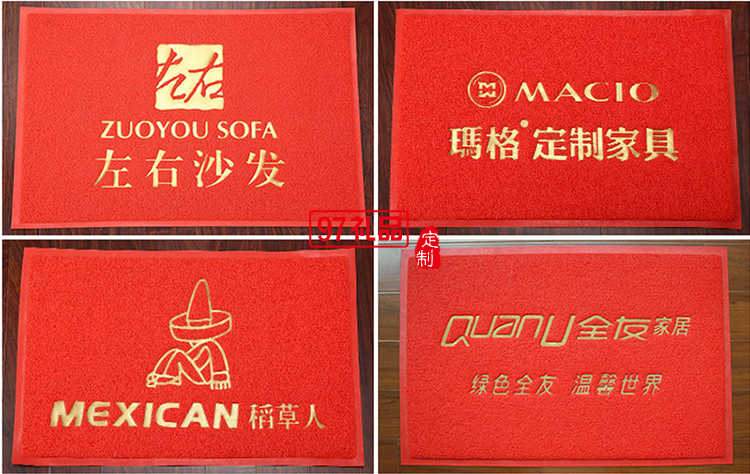 左右
ZUOYOU SOFA
左右沙发
MACIO
瑪格®定制家具
97礼品
定制
MEXICAN 稻草人
QUANU全友家居
绿色全友 温馨世界